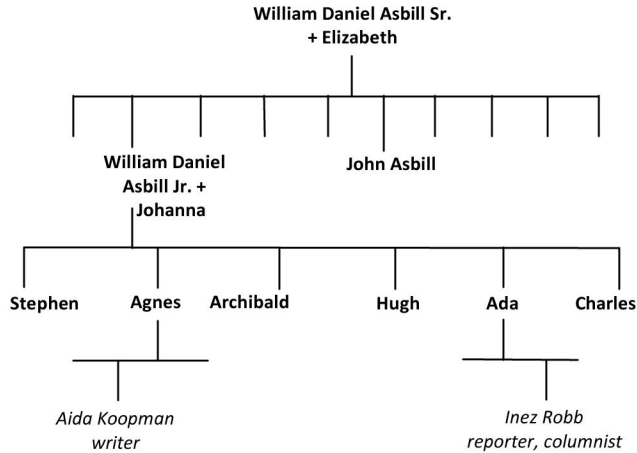 William Daniel Asbill Sr.
+ Elizabeth
William Daniel
Asbill Jr. +
Johanna
John Asbill
Stephen
Agnes
Archibald
Hugh
Ada
Charles
Aida Koopman
writer
Inez Robb
reporter, columnist